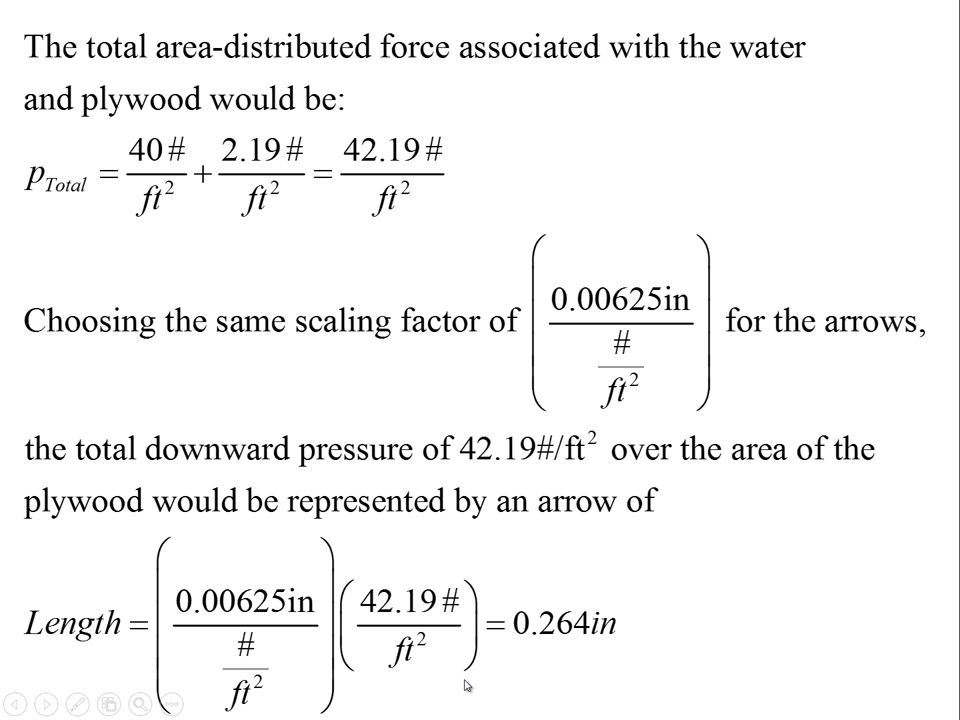 The total area-distributed force associated with the water
and plywood would be:
p_Total = 40 #/ft² + 2.19 #/ft² = 42.19 #/ft²
Choosing the same scaling factor of (0.00625in / (#/ft²)) for the arrows,
the total downward pressure of 42.19#/ft² over the area of the
plywood would be represented by an arrow of
Length = (0.00625in / (#/ft²)) (42.19 #/ft²) = 0.264in